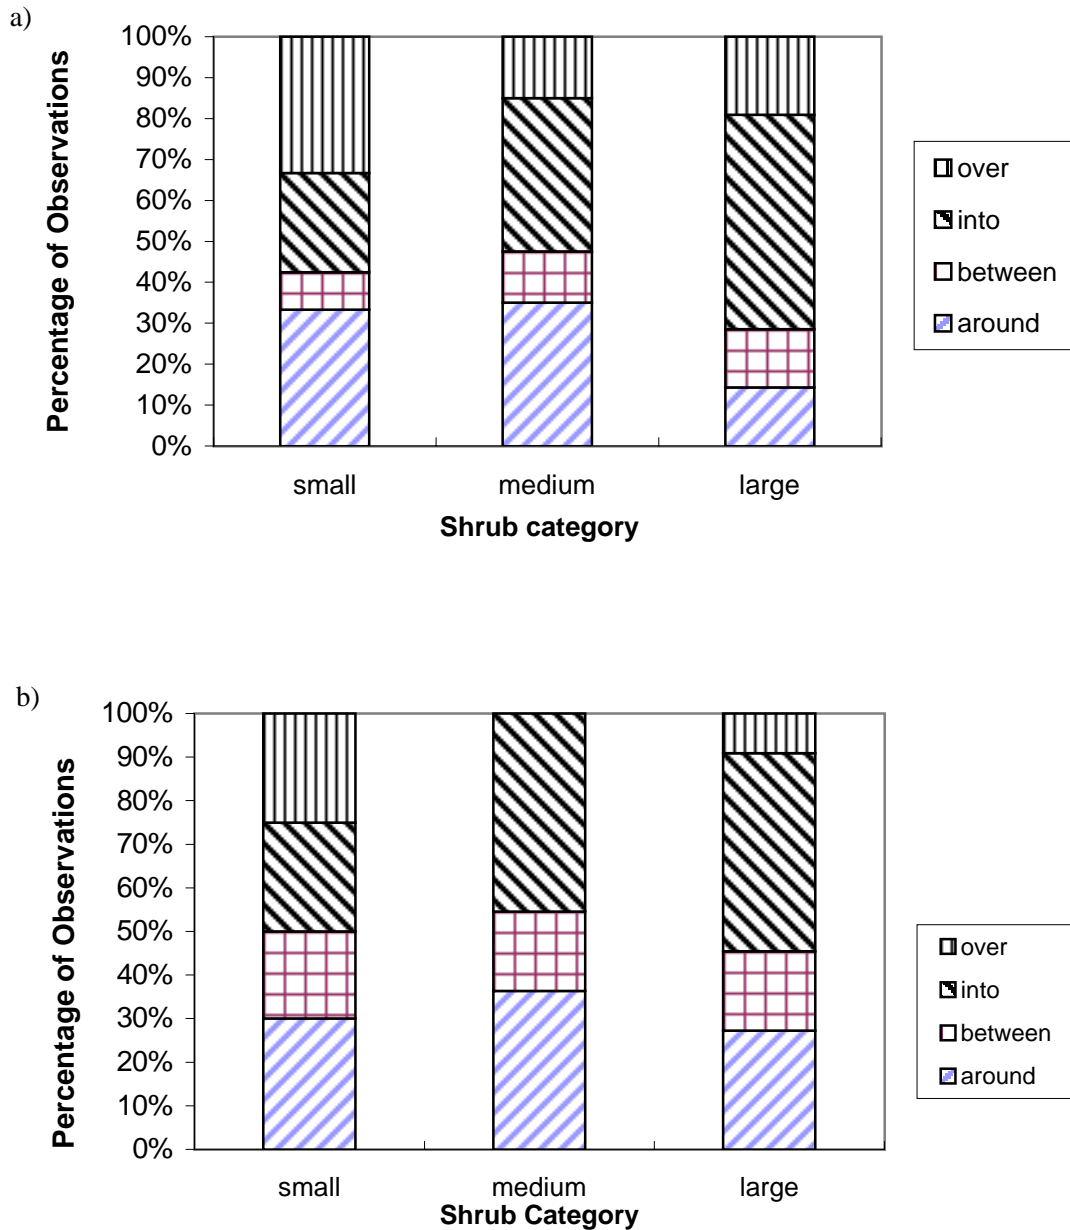 a)
Percentage of Observations
100%
90%
80%
70%
60%
50%
40%
30%
20%
10%
0%
small medium large
Shrub category
over
into
between
around
b)
Percentage of Observations
100%
90%
80%
70%
60%
50%
40%
30%
20%
10%
0%
small medium large
Shrub Category
over
into
between
around